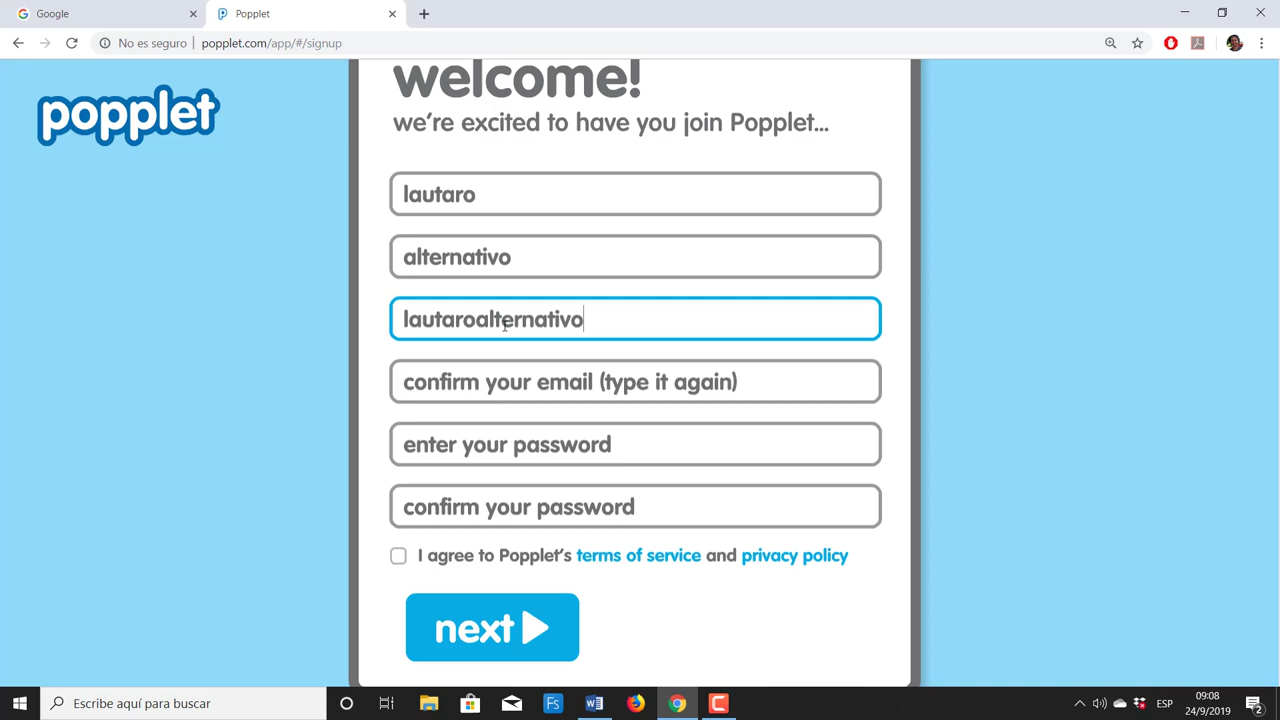 Google
Popplet
No es seguro
popplet.com/app/#/signup
popplet
welcome!
we're excited to have you join Popplet...
lautaro
alternativo
lautaroalternativo
confirm your email (type it again)
enter your password
confirm your password
I agree to Popplet's terms of service and privacy policy
next
Escribe aquí para buscar
Fs
ESP
09:08
24/9/2019
2